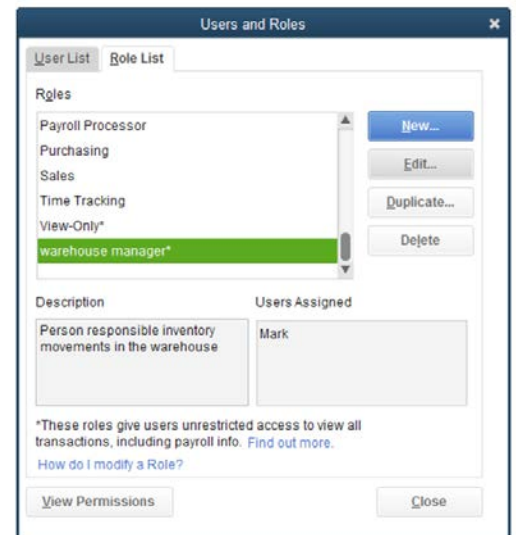 Users and Roles
User List Role List
Roles
Payroll Processor
Purchasing
Sales
Time Tracking
View-Only*
warehouse manager*
New...
Edit...
Duplicate...
Delete
Description
Person responsible inventory
movements in the warehouse
Users Assigned
Mark
*These roles give users unrestricted access to view all
transactions, including payroll info. Find out more.
How do I modify a Role?
View Permissions
Close